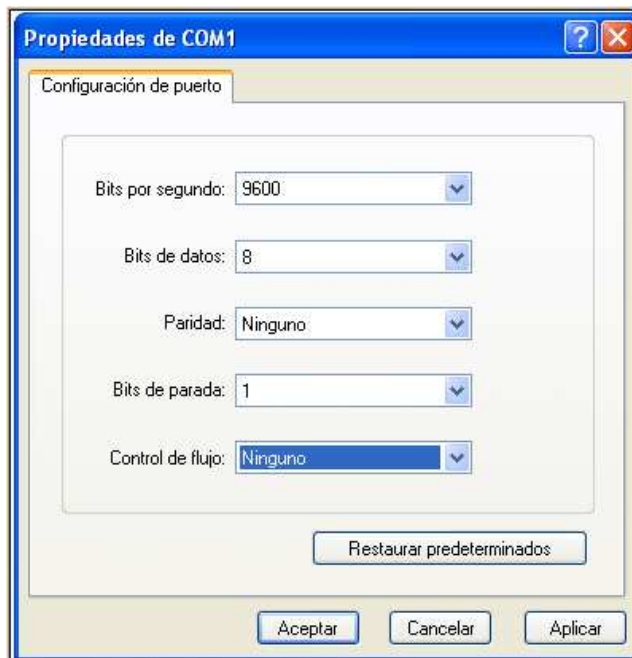 Propiedades de COM1
Configuración de puerto
Bits por segundo: 9600
Bits de datos: 8
Paridad: Ninguno
Bits de parada: 1
Control de flujo: Ninguno
Restaurar predeterminados
Aceptar Cancelar Aplicar